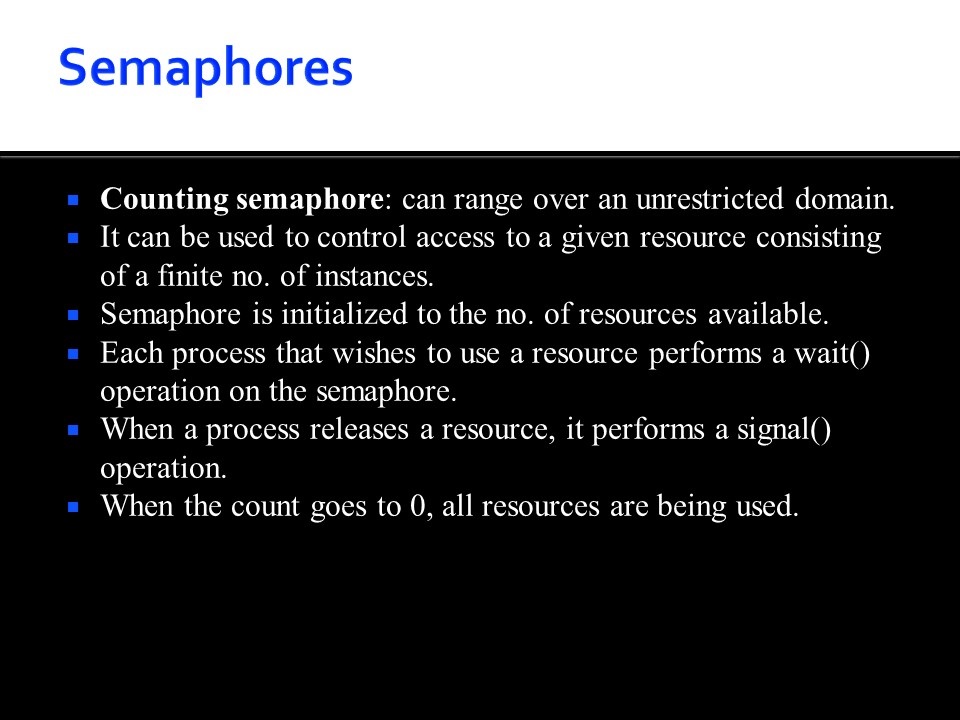 Semaphores
Counting semaphore: can range over an unrestricted domain.
It can be used to control access to a given resource consisting
of a finite no. of instances.
Semaphore is initialized to the no. of resources available.
Each process that wishes to use a resource performs a wait()
operation on the semaphore.
When a process releases a resource, it performs a signal()
operation.
When the count goes to 0, all resources are being used.